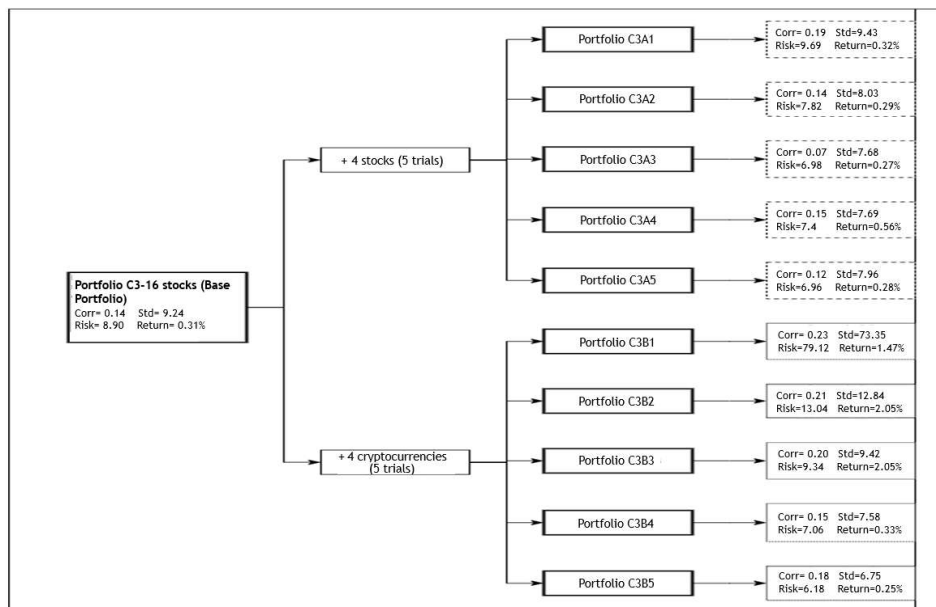 Portfolio C3-16 stocks (Base
Portfolio)
Corr= 0.14 Std= 9.24
Risk= 8.90 Return= 0.31%
+ 4 stocks (5 trials)
+ 4 cryptocurrencies
(5 trials)
Portfolio C3A1
Corr= 0.19 Std=9.43
Risk=9.69 Return=0.32%
Portfolio C3A2
Corr= 0.14 Std=8.03
Risk=7.82 Return=0.29%
Portfolio C3A3
Corr= 0.07 Std=7.68
Risk=6.98 Return=0.27%
Portfolio C3A4
Corr= 0.15 Std=7.69
Risk=7.4 Return=0.56%
Portfolio C3A5
Corr= 0.12 Std=7.96
Risk=6.96 Return=0.28%
Portfolio C3B1
Corr= 0.23 Std=73.35
Risk=79.12 Return=1.47%
Portfolio C3B2
Corr= 0.21 Std=12.84
Risk=13.04 Return=2.05%
Portfolio C3B3
Corr= 0.20 Std=9.42
Risk=9.34 Return=2.05%
Portfolio C3B4
Corr= 0.15 Std=7.58
Risk=7.06 Return=0.33%
Portfolio C3B5
Corr= 0.18 Std=6.75
Risk=6.18 Return=0.25%